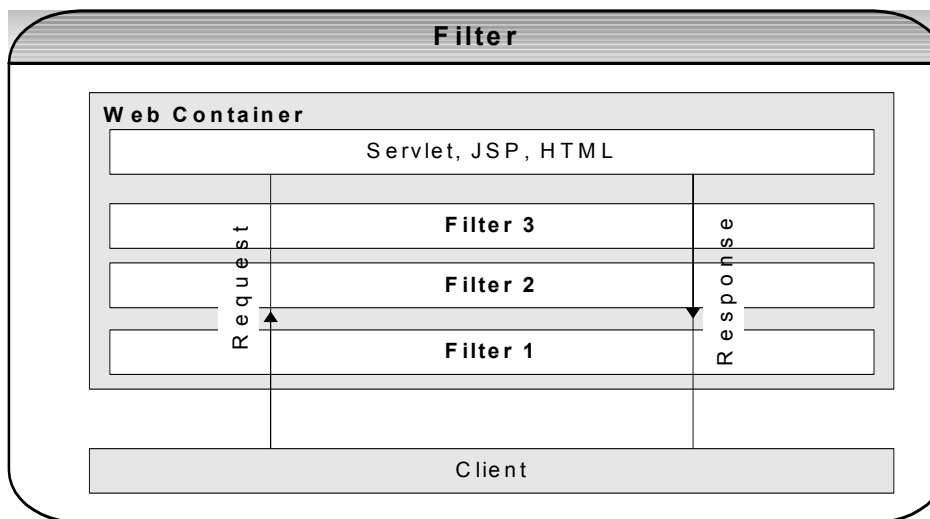 Filter
Web Container
Servlet, JSP, HTML
Filter 3
Request
Response
Filter 2
Filter 1
Client